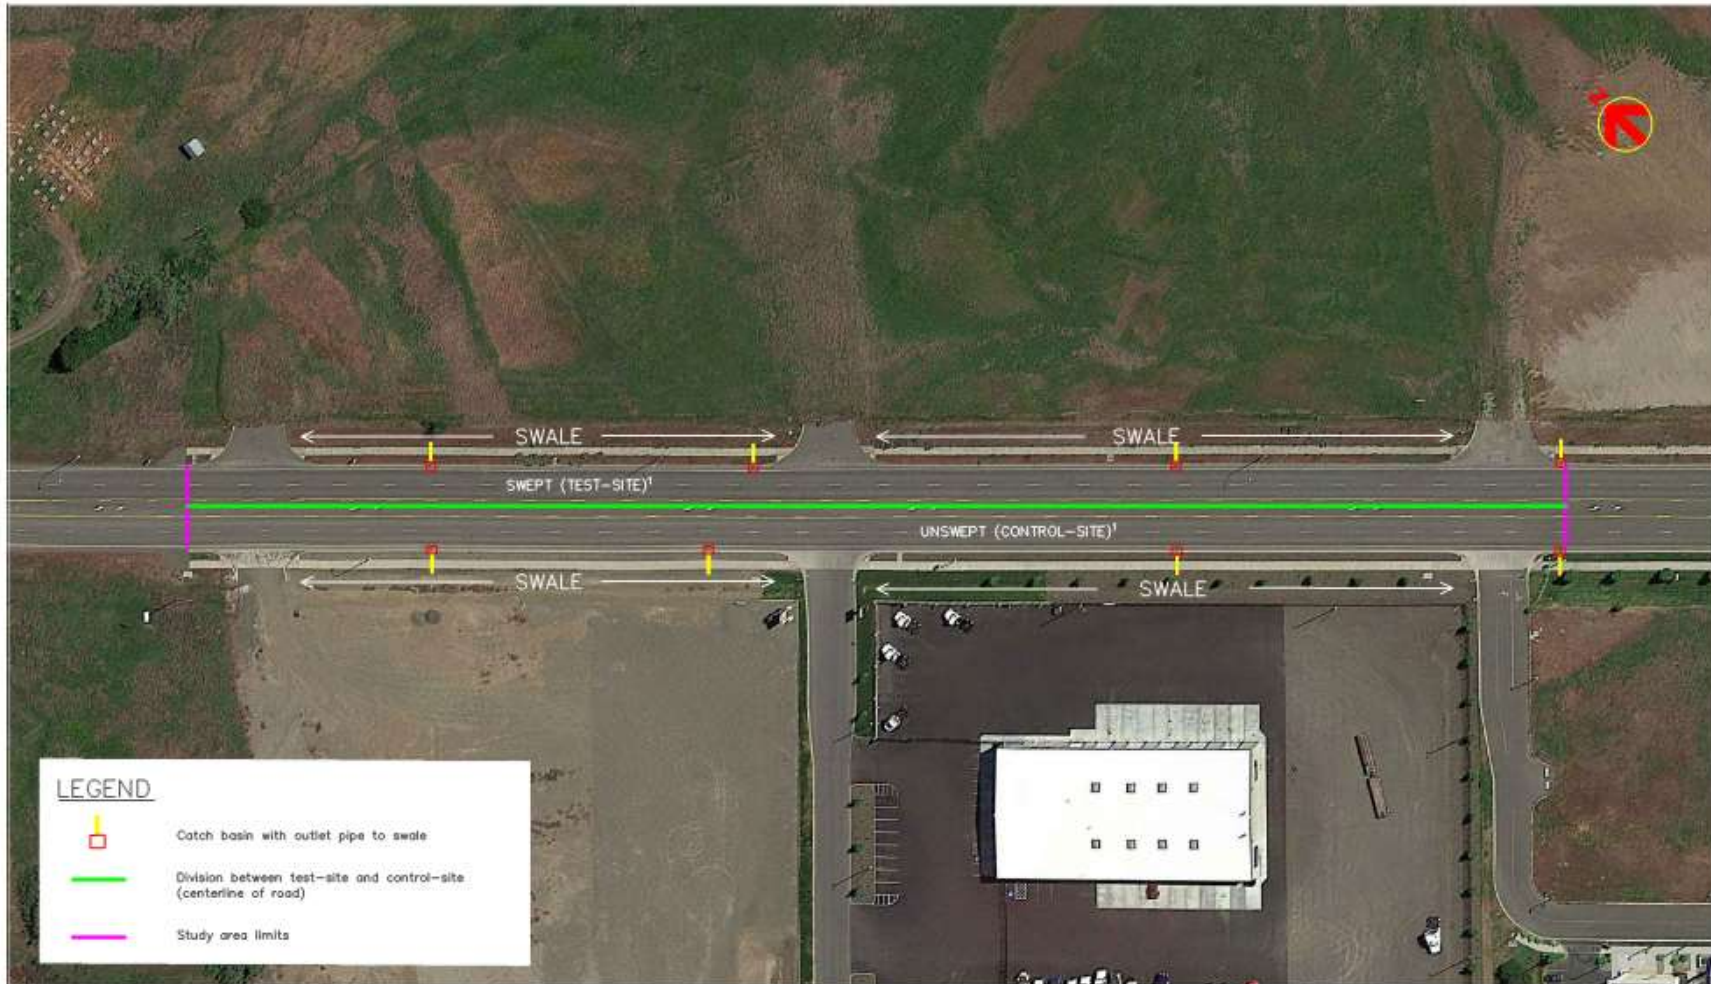 N
SWALE
SWALE
SWEPT (TEST-SITE)¹
UNSWEPT (CONTROL-SITE)¹
SWALE
SWALE
LEGEND
Catch basin with outlet pipe to swale
Division between test-site and control-site
(centerline of road)
Study area limits